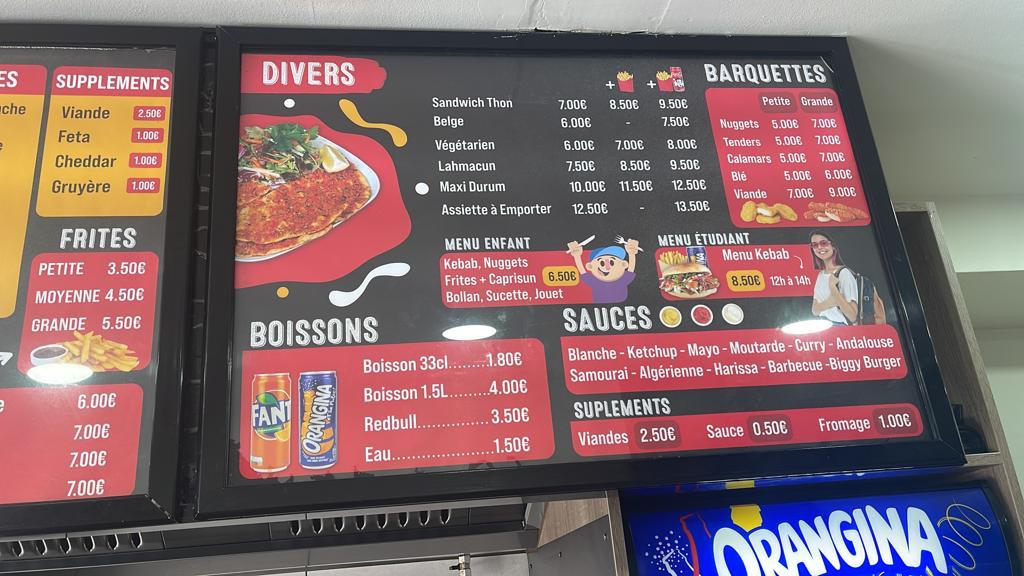 ES
che
SUPPLEMENTS
Viande 2.50€
Feta 1.00€
Cheddar 1.00€
Gruyère 1.00€
FRITES
PETITE 3.50€
MOYENNE 4.50€
GRANDE 5.50€
e 6.00€
7.00€
7.00€
7.00€
DIVERS
+ +
Sandwich Thon 7.00€ 8.50€ 9.50€
Belge 6.00€ - 7.50€
Végétarien 6.00€ 7.00€ 8.00€
Lahmacun 7.50€ 8.50€ 9.50€
Maxi Durum 10.00€ 11.50€ 12.50€
Assiette à Emporter 12.50€ - 13.50€
BARQUETTES
Petite Grande
Nuggets 5.00€ 7.00€
Tenders 5.00€ 7.00€
Calamars 5.00€ 7.00€
Blé 5.00€ 6.00€
Viande 7.00€ 9.00€
MENU ENFANT
Kebab, Nuggets
Frites + Caprisun
Bollan, Sucette, Jouet
6.50€
MENU ÉTUDIANT
Menu Kebab
8.50€ 12h à 14h
BOISSONS
Boisson 33cl......1.80€
Boisson 1.5L.........4.00€
Redbull..............3.50€
Eau....................1.50€
FANT
ORANGINA
SAUCES
Blanche - Ketchup - Mayo - Moutarde - Curry - Andalouse
Samourai - Algérienne - Harissa - Barbecue -Biggy Burger
SUPLEMENTS
Viandes 2.50€ Sauce 0.50€ Fromage 1.00€
ORANGINA